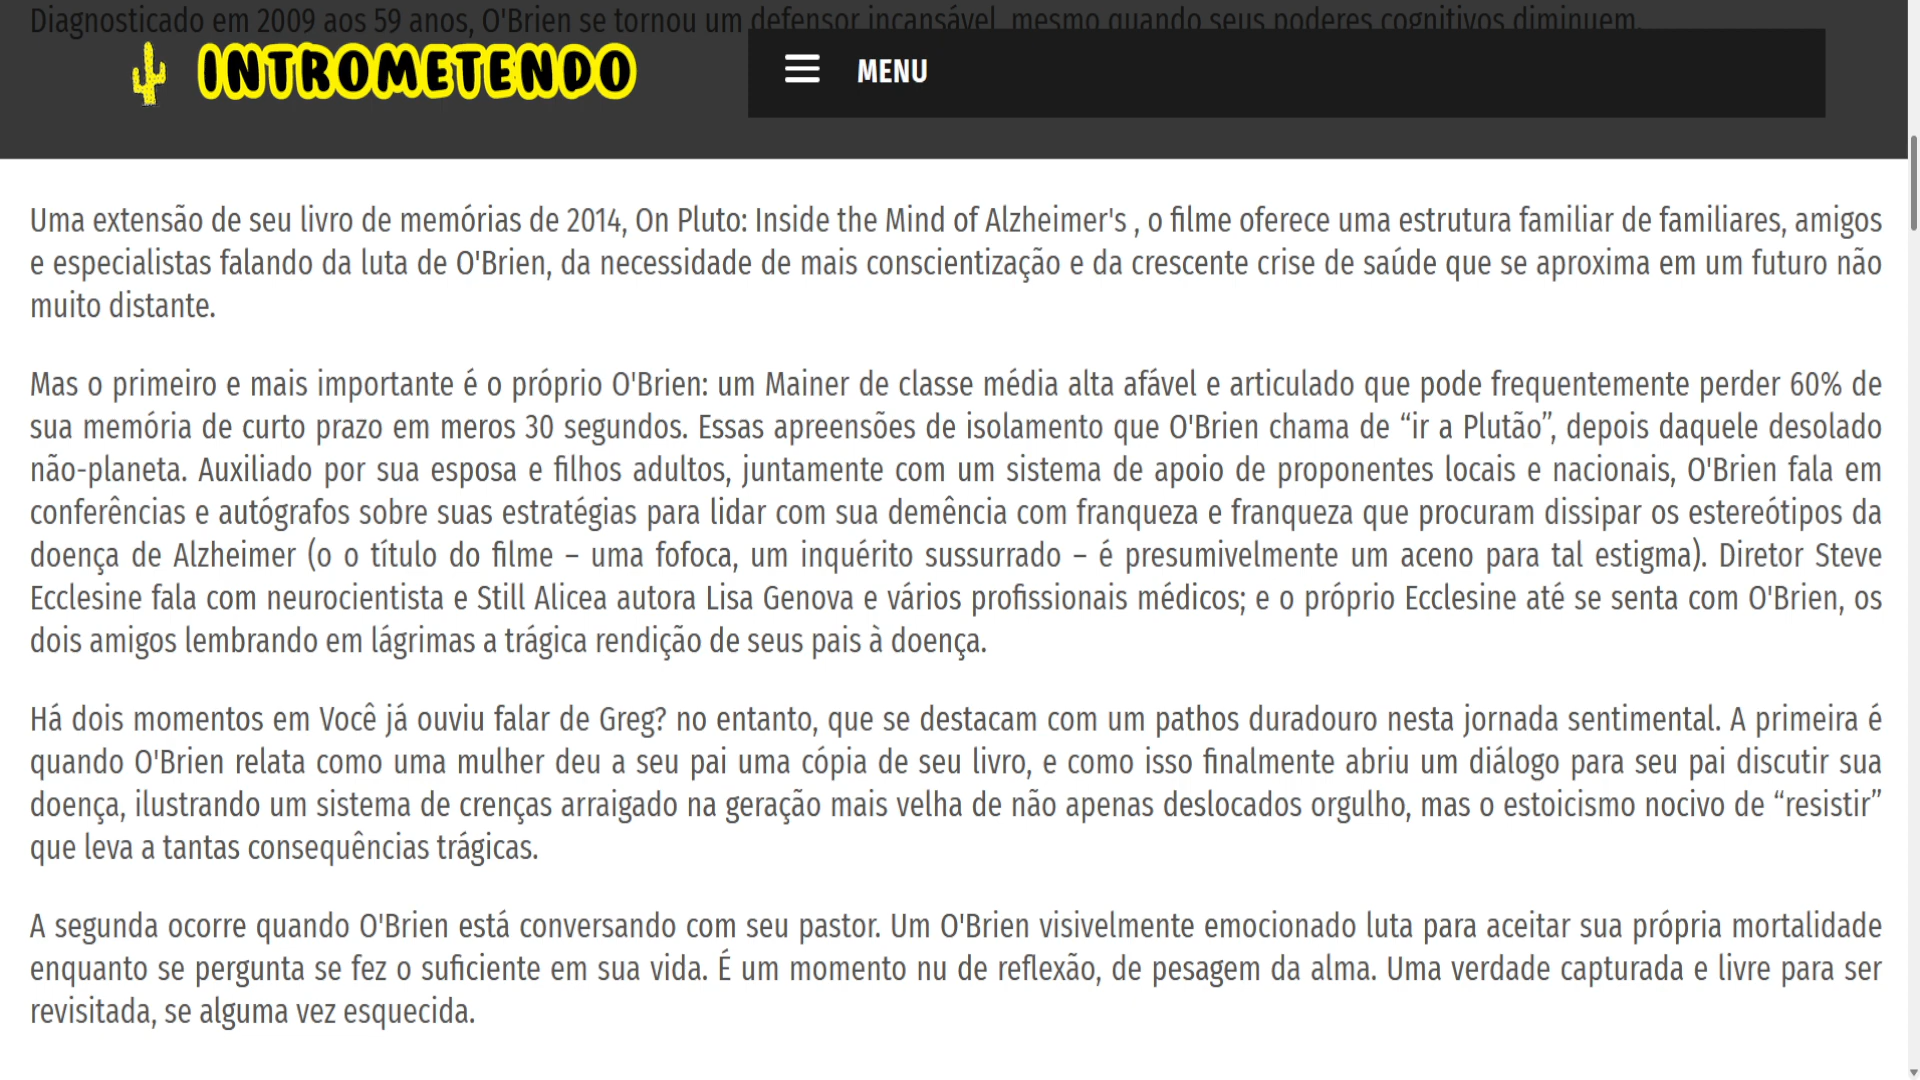 Diagnosticado em 2009 aos 59 anos, O'Brien se tornou um defensor incansável, mesmo quando seus poderes cognitivos diminuem.
INTROMETENDO
MENU
Uma extensão de seu livro de memórias de 2014, On Pluto: Inside the Mind of Alzheimer's , o filme oferece uma estrutura familiar de familiares, amigos
e especialistas falando da luta de O'Brien, da necessidade de mais conscientização e da crescente crise de saúde que se aproxima em um futuro não
muito distante.
Mas o primeiro e mais importante é o próprio O'Brien: um Mainer de classe média alta afável e articulado que pode frequentemente perder 60% de
sua memória de curto prazo em meros 30 segundos. Essas apreensões de isolamento que O'Brien chama de “ir a Plutão”, depois daquele desolado
não-planeta. Auxiliado por sua esposa e filhos adultos, juntamente com um sistema de apoio de proponentes locais e nacionais, O'Brien fala em
conferências e autógrafos sobre suas estratégias para lidar com sua demência com franqueza e franqueza que procuram dissipar os estereótipos da
doença de Alzheimer (o o título do filme – uma fofoca, um inquérito sussurrado – é presumivelmente um aceno para tal estigma). Diretor Steve
Ecclesine fala com neurocientista e Still Alicea autora Lisa Genova e vários profissionais médicos; e o próprio Ecclesine até se senta com O'Brien, os
dois amigos lembrando em lágrimas a trágica rendição de seus pais à doença.
Há dois momentos em Você já ouviu falar de Greg? no entanto, que se destacam com um pathos duradouro nesta jornada sentimental. A primeira é
quando O'Brien relata como uma mulher deu a seu pai uma cópia de seu livro, e como isso finalmente abriu um diálogo para seu pai discutir sua
doença, ilustrando um sistema de crenças arraigado na geração mais velha de não apenas deslocados orgulho, mas o estoicismo nocivo de “resistir”
que leva a tantas consequências trágicas.
A segunda ocorre quando O'Brien está conversando com seu pastor. Um O'Brien visivelmente emocionado luta para aceitar sua própria mortalidade
enquanto se pergunta se fez o suficiente em sua vida. É um momento nu de reflexão, de pesagem da alma. Uma verdade capturada e livre para ser
revisitada, se alguma vez esquecida.